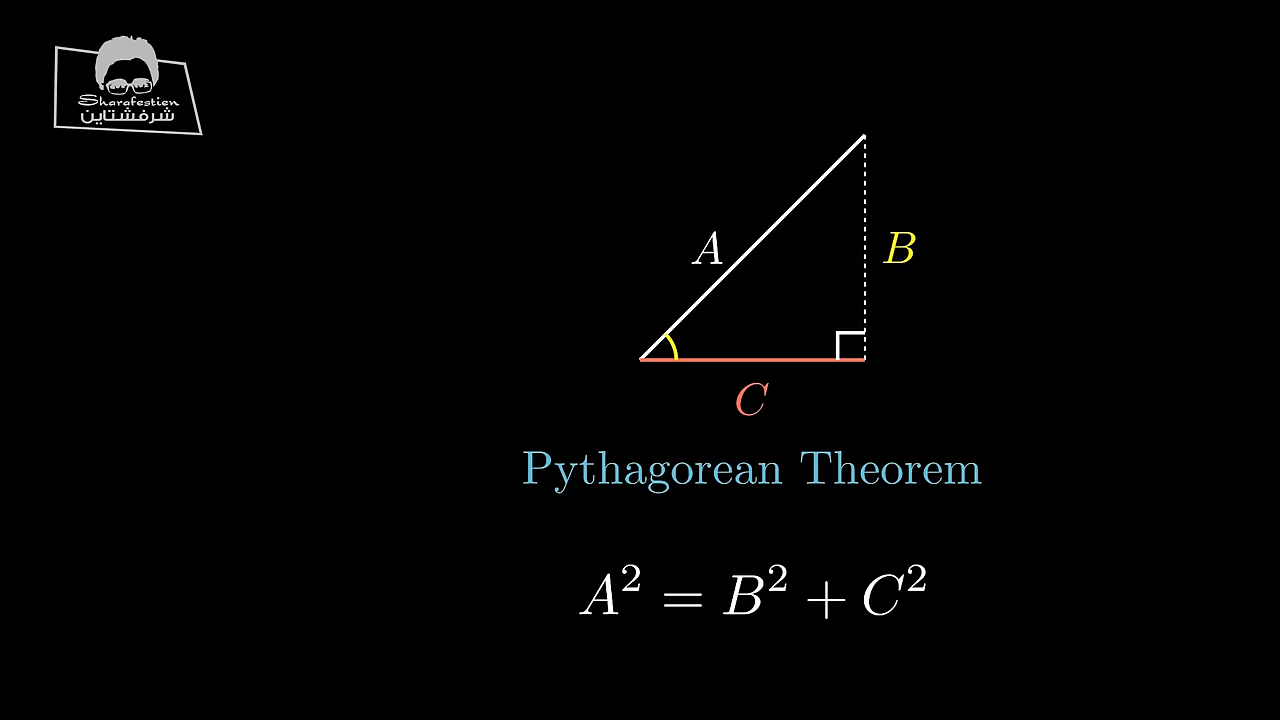 Sharafestien
شرفشتاين
A
B
C
Pythagorean Theorem
A² = B² + C²